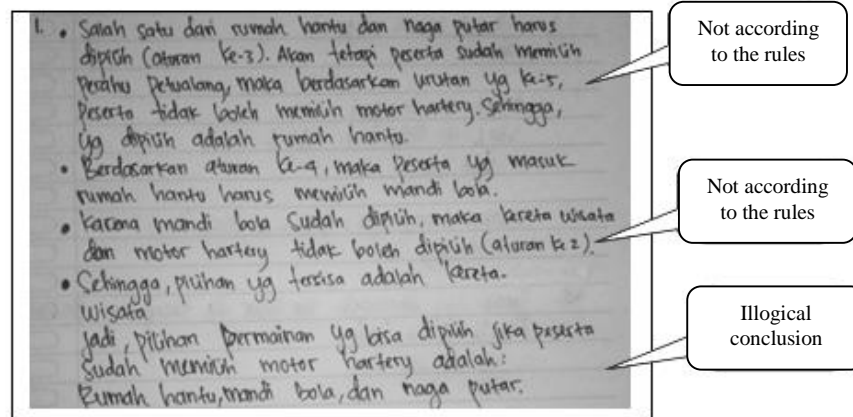 1. • Salah satu dari rumah hantu dan naga putar harus
dipilih (aturan ke-3). Akan tetapi peserta sudah memilih
Perahu Petualang, maka berdasarkan urutan yg ke-5,
Peserta tidak boleh memilih motor hartery. Sehingga,
yg dipilih adalah rumah hantu.
• Berdasarkan aturan ke-4, maka peserta yg masuk
rumah hantu harus memilih mandi bola.
• Karena mandi bola sudah dipilih, maka kereta wisata
dan motor hartery tidak boleh dipilih (aturan ke 2).
• Sehingga, pilihan yg tersisa adalah kereta.
Wisata
Jadi, pilihan permainan yg bisa dipilih jika peserta
sudah memilih motor hartery adalah:
Rumah hantu, mandi bola, dan naga putar.
Not according
to the rules
Not according
to the rules
Illogical
conclusion